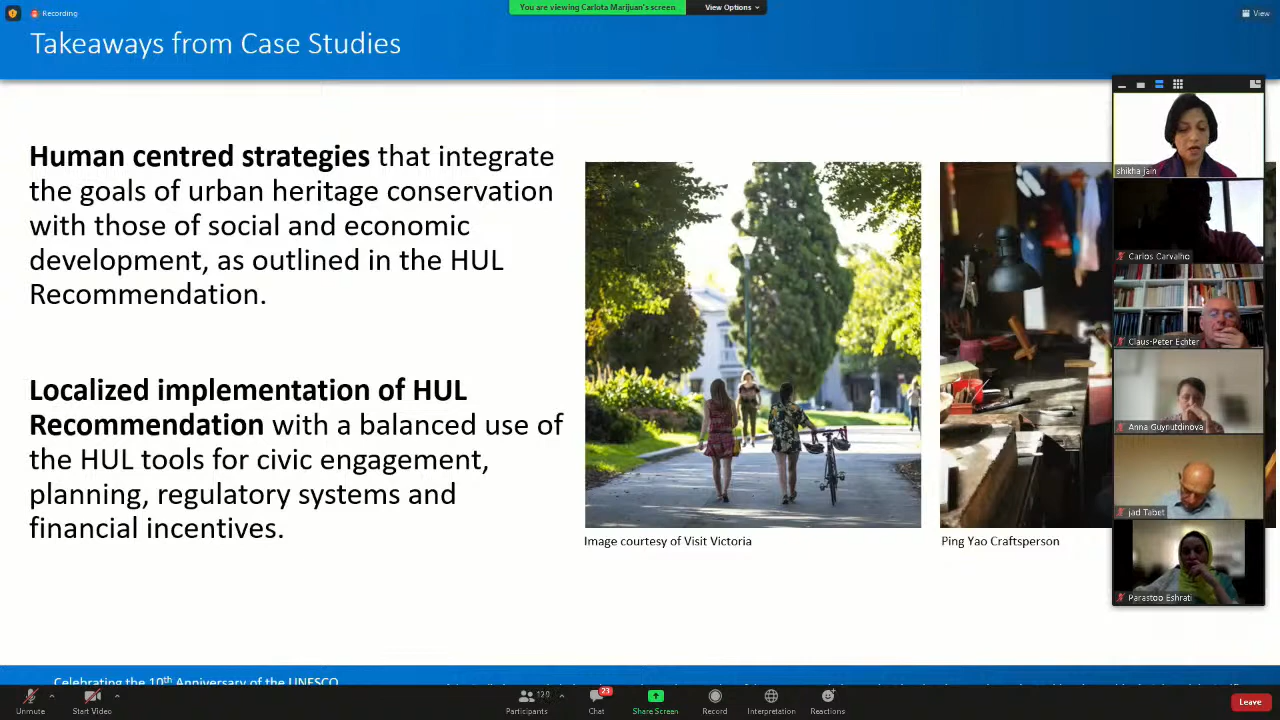 Recording
You are viewing Carlota Marijuan's screen
View Options
View
Takeaways from Case Studies
Human centred strategies that integrate
the goals of urban heritage conservation
with those of social and economic
development, as outlined in the HUL
Recommendation.
Localized implementation of HUL
Recommendation with a balanced use of
the HUL tools for civic engagement,
planning, regulatory systems and
financial incentives.
Image courtesy of Visit Victoria
Ping Yao Craftsperson
shikha jain
Carlos Carvalho
Claus-Peter Echter
Anna Guynutdinova
jad Tabet
Parastoo Eshrati
Celebrating the 10th Anniversary of the UNESCO
Unmute
Start Video
Participants
Chat
23
Share Screen
Record
Interpretation
Reactions
Leave